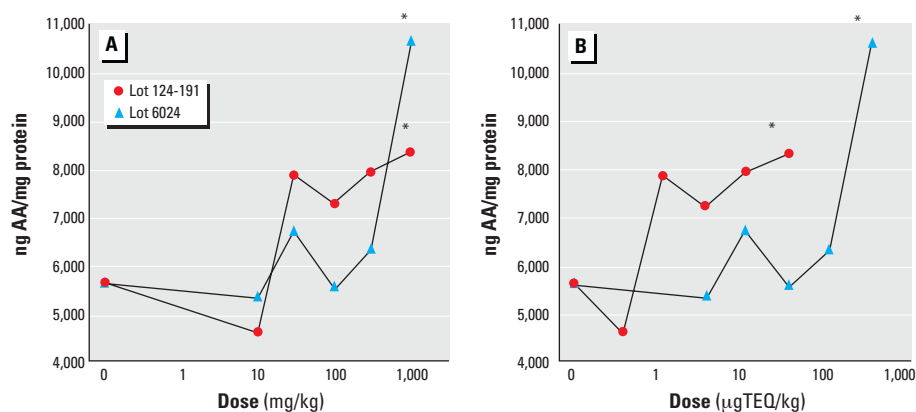 A
ng AA/mg protein
11,000
10,000
9,000
8,000
7,000
6,000
5,000
4,000
Lot 124-191
Lot 6024
*
*
0 1 10 100 1,000
Dose (mg/kg)
B
ng AA/mg protein
11,000
10,000
9,000
8,000
7,000
6,000
5,000
4,000
*
*
0 1 10 100 1,000
Dose (μgTEQ/kg)